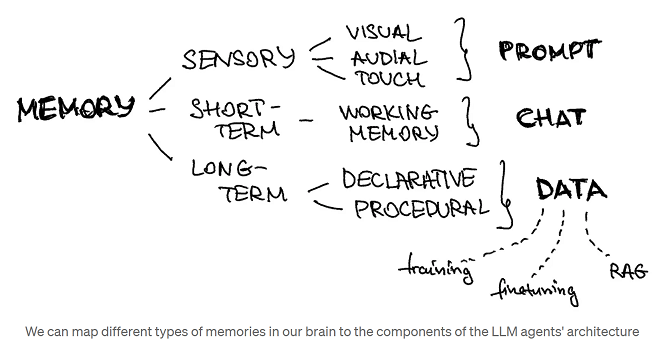 MEMORY
SENSORY
VISUAL
AUDIAL
TOUCH
PROMPT
SHORT-
TERM
WORKING
MEMORY
CHAT
LONG-
TERM
DECLARATIVE
PROCEDURAL
DATA
training
finetuning
RAG
We can map different types of memories in our brain to the components of the LLM agents' architecture